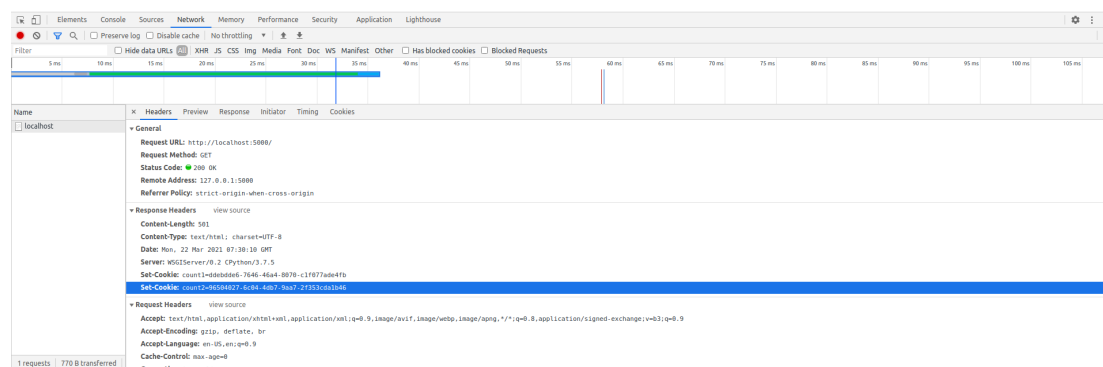 Elements Console Sources Network Memory Performance Security Application Lighthouse
Preserve log Disable cache No throttling
Filter Hide data URLs All XHR JS CSS Img Media Font Doc WS Manifest Other Has blocked cookies Blocked Requests
5 ms 10 ms 15 ms 20 ms 25 ms 30 ms 35 ms 40 ms 45 ms 50 ms 55 ms 60 ms 65 ms 70 ms 75 ms 80 ms 85 ms 90 ms 95 ms 100 ms 105 ms
Name × Headers Preview Response Initiator Timing Cookies
localhost
General
Request URL: http://localhost:5000/
Request Method: GET
Status Code: 200 OK
Remote Address: 127.0.0.1:5000
Referrer Policy: strict-origin-when-cross-origin
Response Headers view source
Content-Length: 501
Content-Type: text/html; charset=UTF-8
Date: Mon, 22 Mar 2021 07:30:10 GMT
Server: WSGIServer/0.2 CPython/3.7.5
Set-Cookie: count1=ddebdde6-7646-46a4-8070-c1f077ade4fb
Set-Cookie: count2=96504027-6c04-4db7-9aa7-2f353cda1b46
Request Headers view source
Accept: text/html,application/xhtml+xml,application/xml;q=0.9,image/avif,image/webp,image/apng,*/*;q=0.8,application/signed-exchange;v=b3;q=0.9
Accept-Encoding: gzip, deflate, br
Accept-Language: en-US,en;q=0.9
Cache-Control: max-age=0
1 requests 770 B transferred